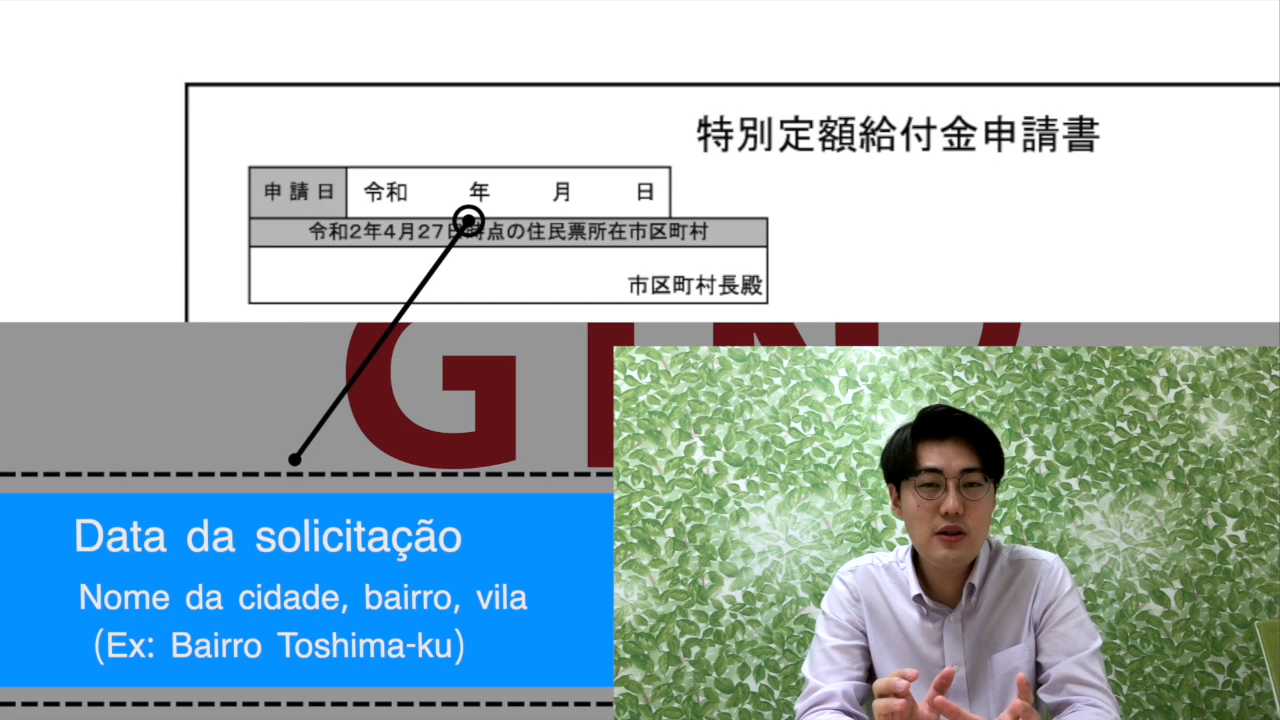 特別定額給付金申請書
申請日 令和 年 月 日
令和2年4月27日時点の住民票所在市区町村
市区町村長殿
G
Data da solicitação
Nome da cidade, bairro, vila
(Ex: Bairro Toshima-ku)